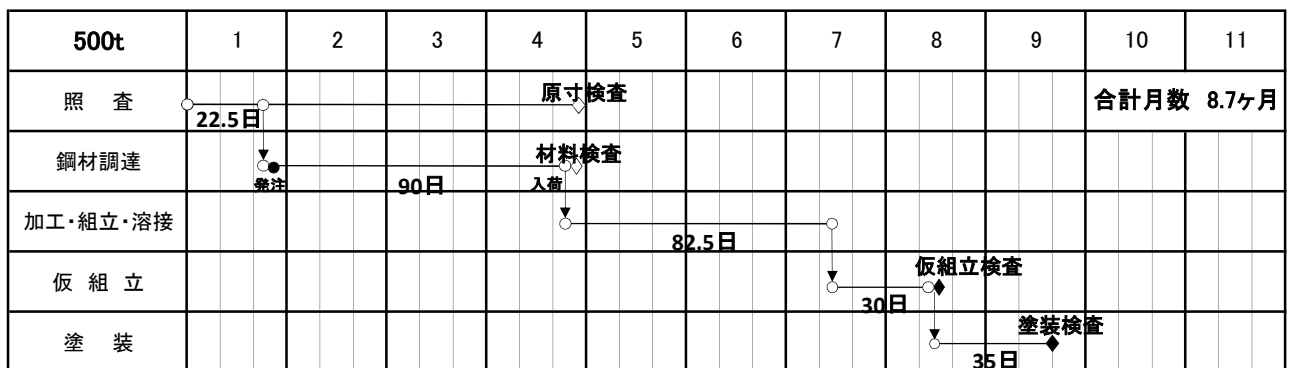 500t 1 2 3 4 5 6 7 8 9 10 11
照 査 22.5日 原寸検査 合計月数 8.7ヶ月
鋼材調達 発注 90日 入荷 材料検査
加工・組立・溶接 82.5日
仮 組 立 30日 仮組立検査
塗 装 35日 塗装検査